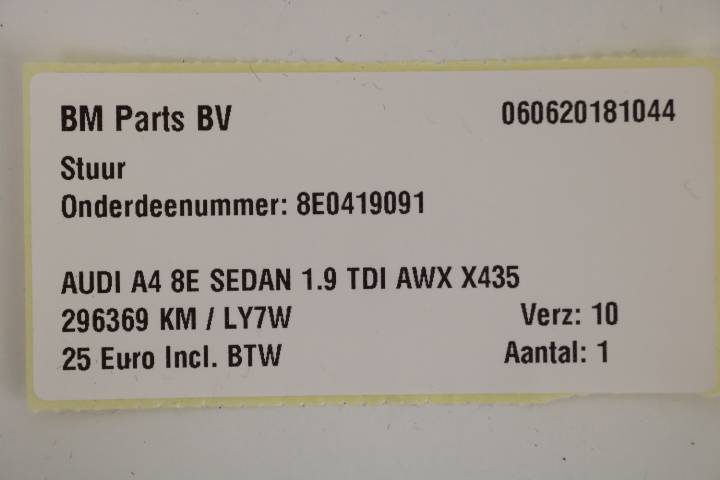 BM Parts BV 060620181044
Stuur
Onderdeenummer: 8E0419091
AUDI A4 8E SEDAN 1.9 TDI AWX X435
296369 KM / LY7W Verz: 10
25 Euro Incl. BTW Aantal: 1